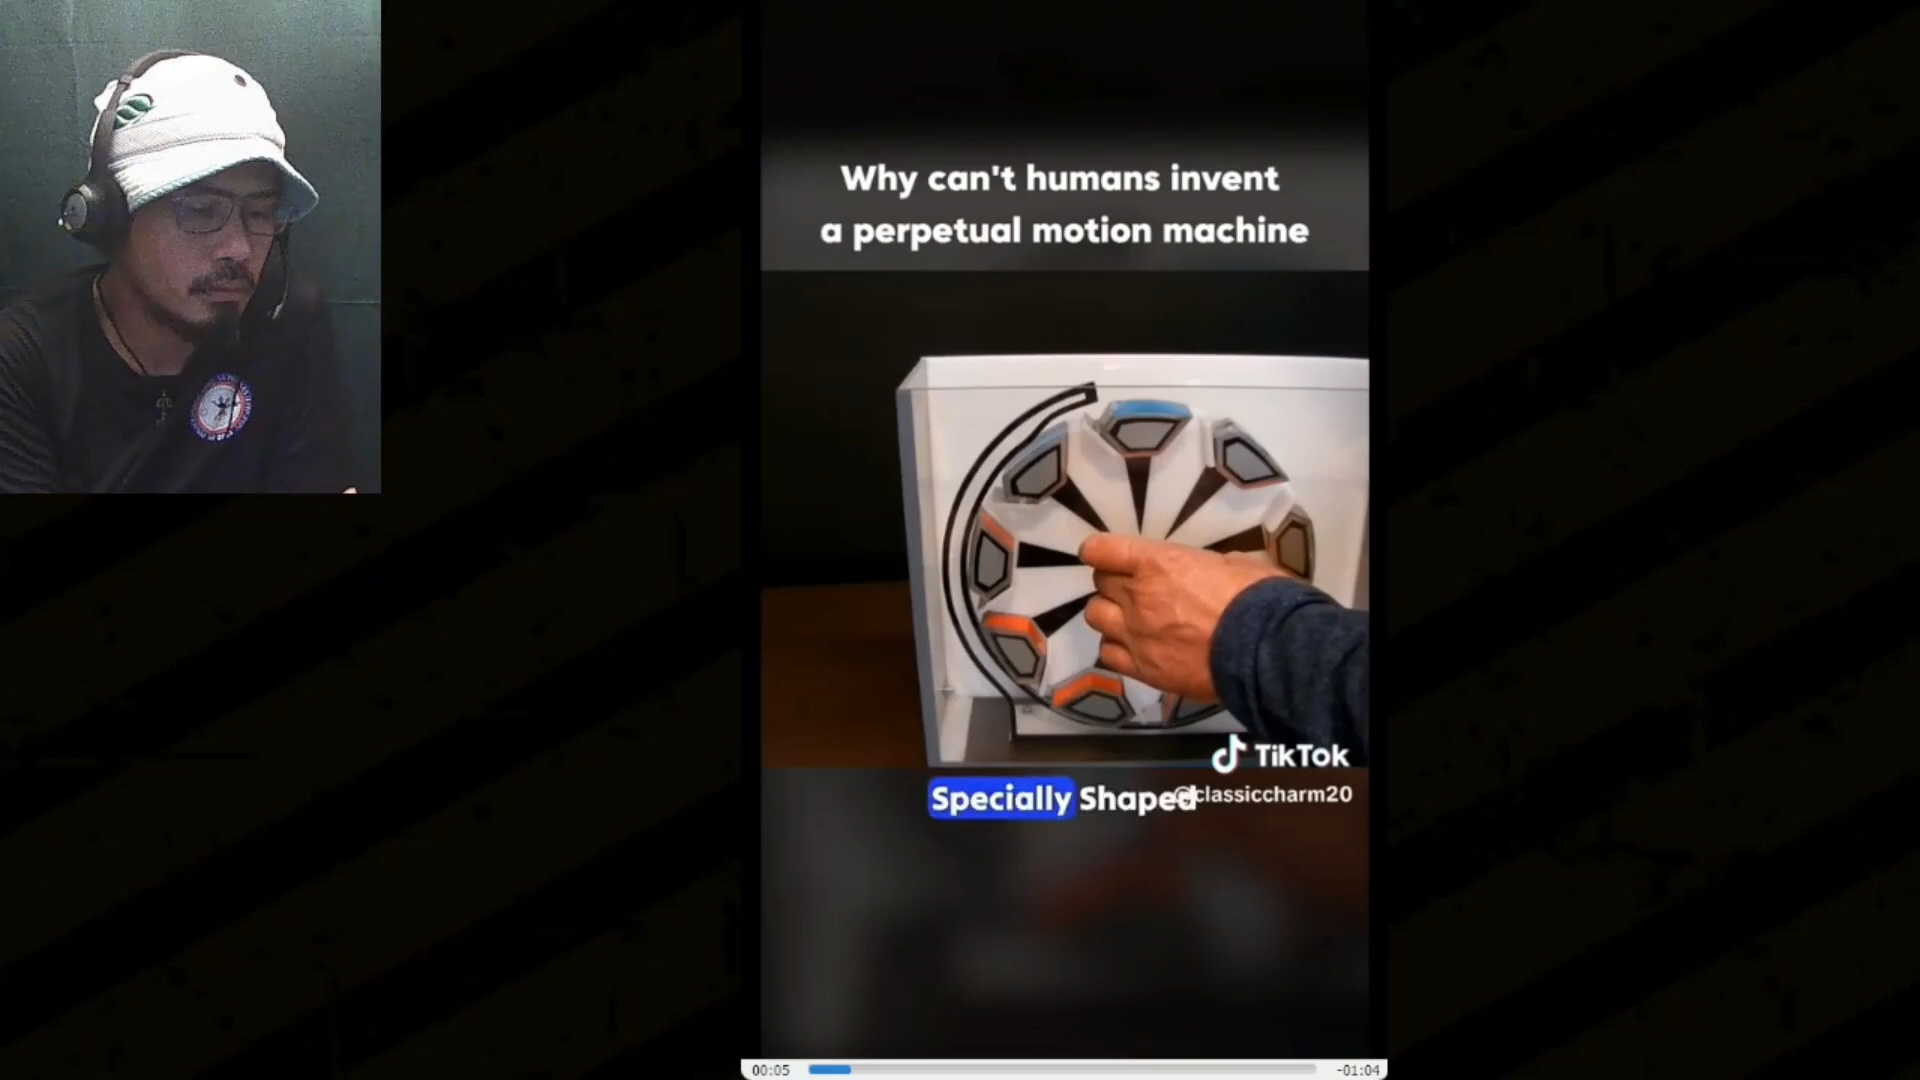 Why can't humans invent
a perpetual motion machine
TikTok
Specially Shaped
@classiccharm20
00:05
-01:04